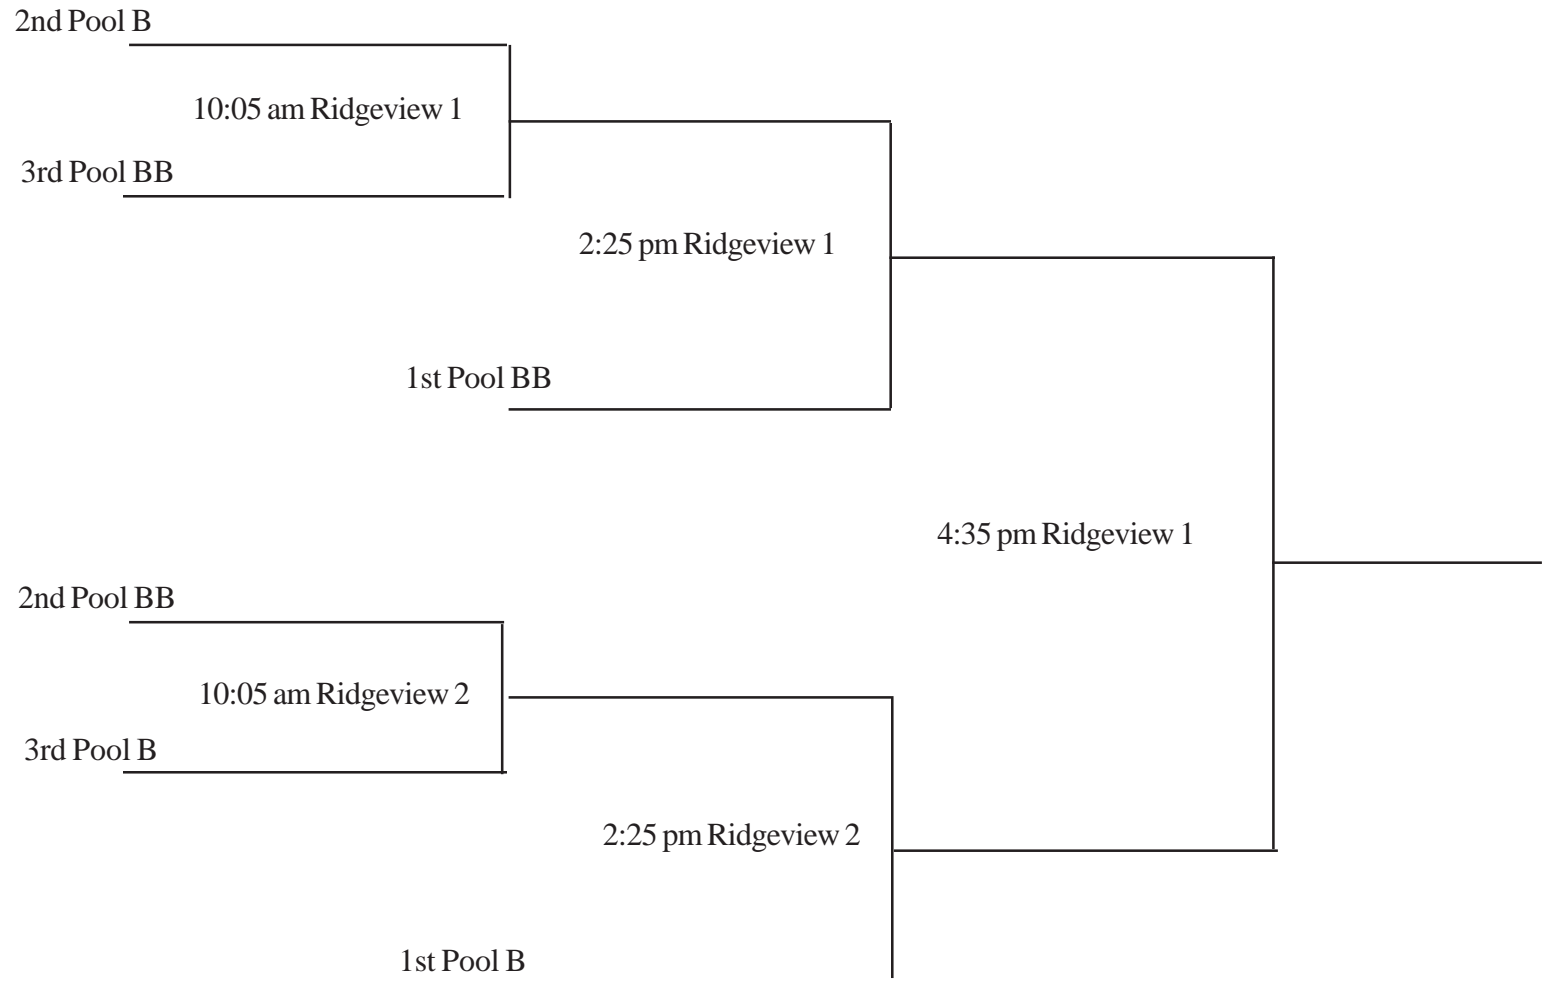 2nd Pool B
10:05 am Ridgeview 1
3rd Pool BB
2:25 pm Ridgeview 1
1st Pool BB
4:35 pm Ridgeview 1
2nd Pool BB
10:05 am Ridgeview 2
3rd Pool B
2:25 pm Ridgeview 2
1st Pool B